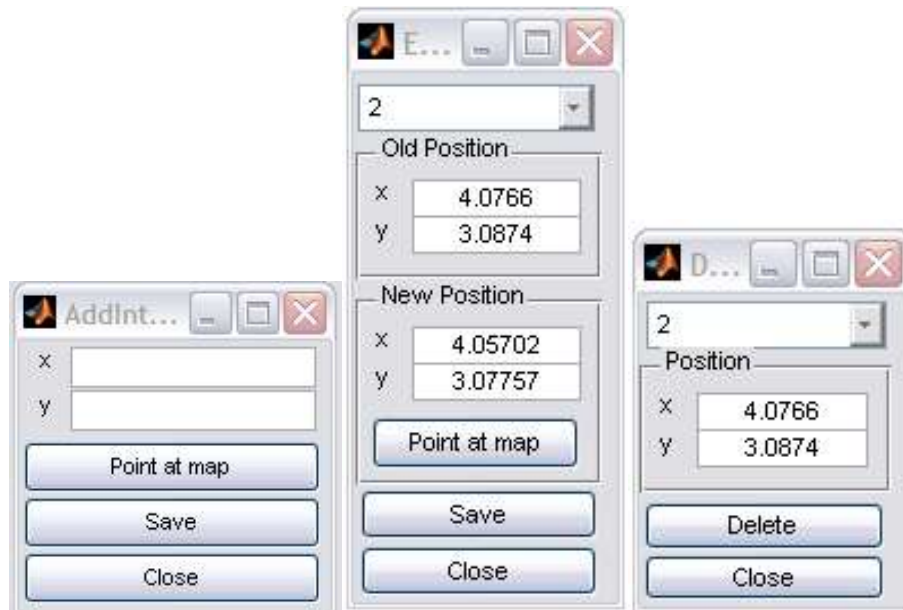 AddInt...
x
y
Point at map
Save
Close
E...
2
Old Position
x 4.0766
y 3.0874
New Position
x 4.05702
y 3.07757
Point at map
Save
Close
D...
2
Position
x 4.0766
y 3.0874
Delete
Close